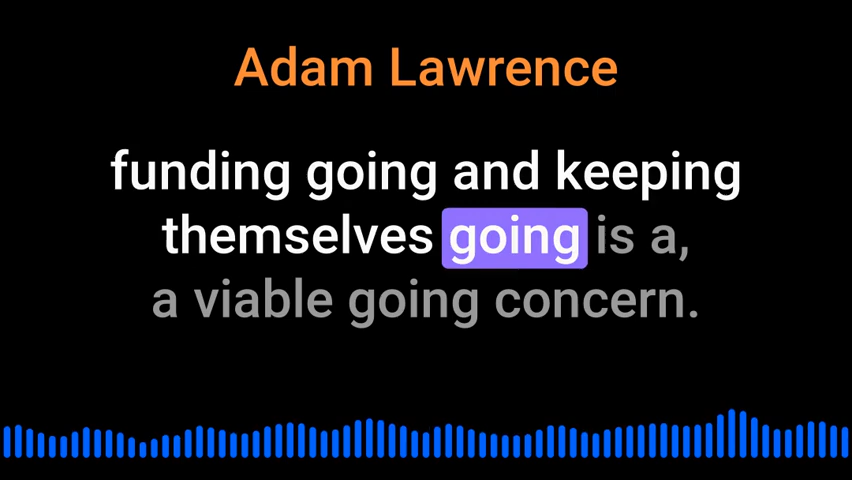 Adam Lawrence
funding going and keeping
themselves going is a,
a viable going concern.